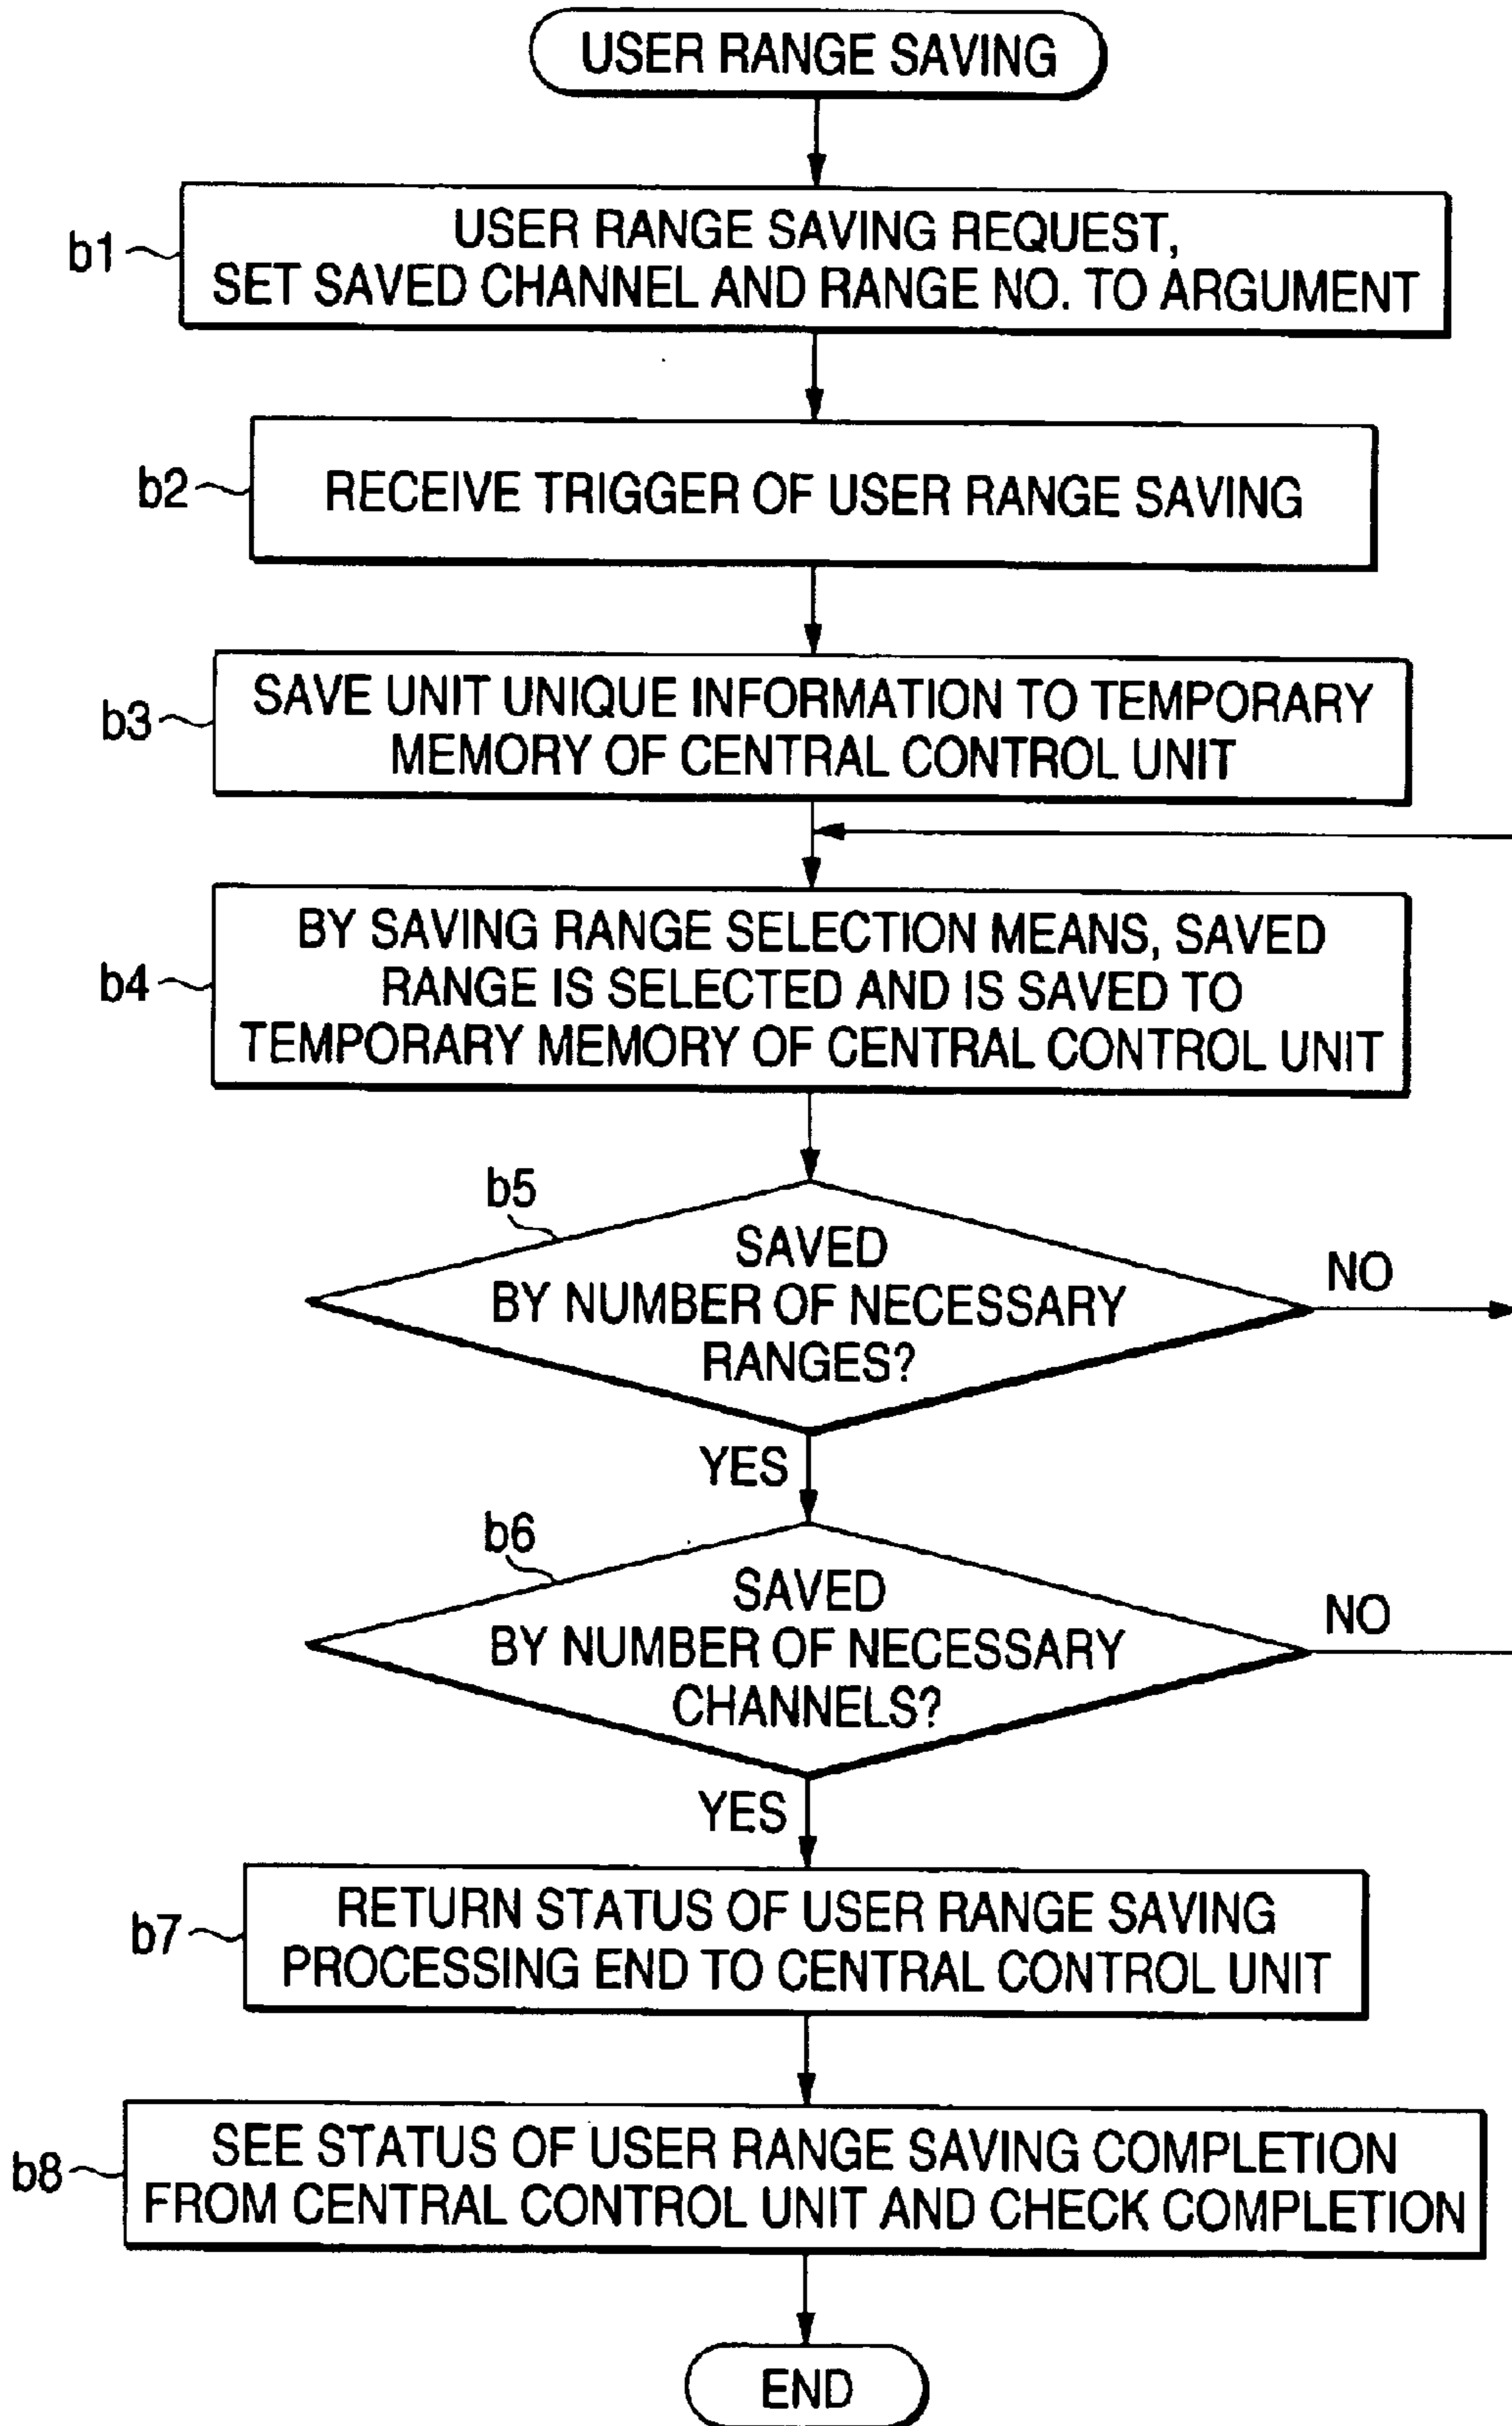 USER RANGE SAVING
b1
USER RANGE SAVING REQUEST,
SET SAVED CHANNEL AND RANGE NO. TO ARGUMENT
b2
RECEIVE TRIGGER OF USER RANGE SAVING
b3
SAVE UNIT UNIQUE INFORMATION TO TEMPORARY
MEMORY OF CENTRAL CONTROL UNIT
b4
BY SAVING RANGE SELECTION MEANS, SAVED
RANGE IS SELECTED AND IS SAVED TO
TEMPORARY MEMORY OF CENTRAL CONTROL UNIT
b5
SAVED
BY NUMBER OF NECESSARY
RANGES?
NO
YES
b6
SAVED
BY NUMBER OF NECESSARY
CHANNELS?
NO
YES
b7
RETURN STATUS OF USER RANGE SAVING
PROCESSING END TO CENTRAL CONTROL UNIT
b8
SEE STATUS OF USER RANGE SAVING COMPLETION
FROM CENTRAL CONTROL UNIT AND CHECK COMPLETION
END